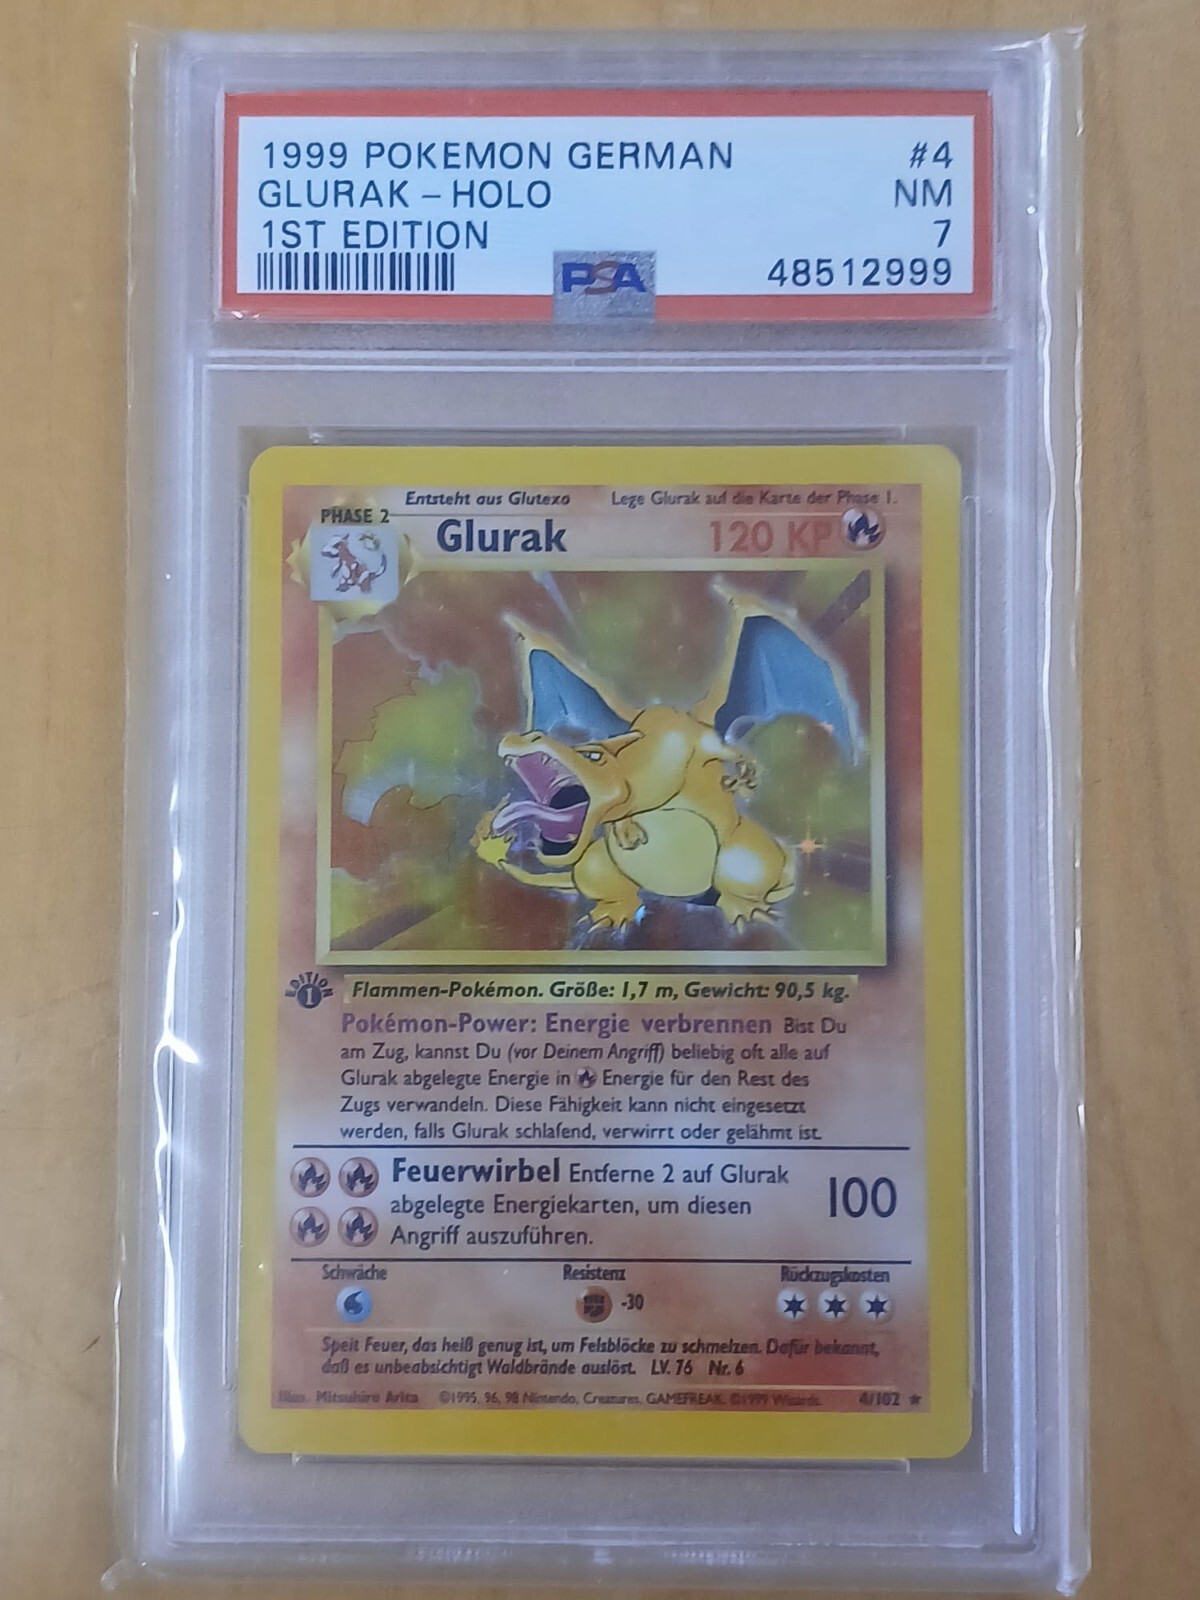 1999 POKEMON GERMAN #4
GLURAK - HOLO NM
1ST EDITION 7
PSA 48512999
Entsteht aus Glutexo Lege Glurak auf die Karte der Phase 1.
PHASE 2
Glurak 120 KP
EDITION 1
Flammen-Pokémon. Größe: 1,7 m, Gewicht: 90,5 kg.
Pokémon-Power: Energie verbrennen Bist Du
am Zug, kannst Du (vor Deinem Angriff) beliebig oft alle auf
Glurak abgelegte Energie in Energie für den Rest des
Zugs verwandeln. Diese Fähigkeit kann nicht eingesetzt
werden, falls Glurak schlafend, verwirrt oder gelähmt ist.
Feuerwirbel Entferne 2 auf Glurak
abgelegte Energiekarten, um diesen 100
Angriff auszuführen.
Schwäche Resistenz Rückzugskosten
-30
Speit Feuer, das heiß genug ist, um Felsblöcke zu schmelzen. Dafür bekannt,
daß es unbeabsichtigt Waldbrände auslöst. LV. 76 Nr. 6
Illus. Mitsuhiro Arita ©1995, 96, 98 Nintendo, Creatures, GAMEFREAK. ©1999 Wizards. 4/102 ★